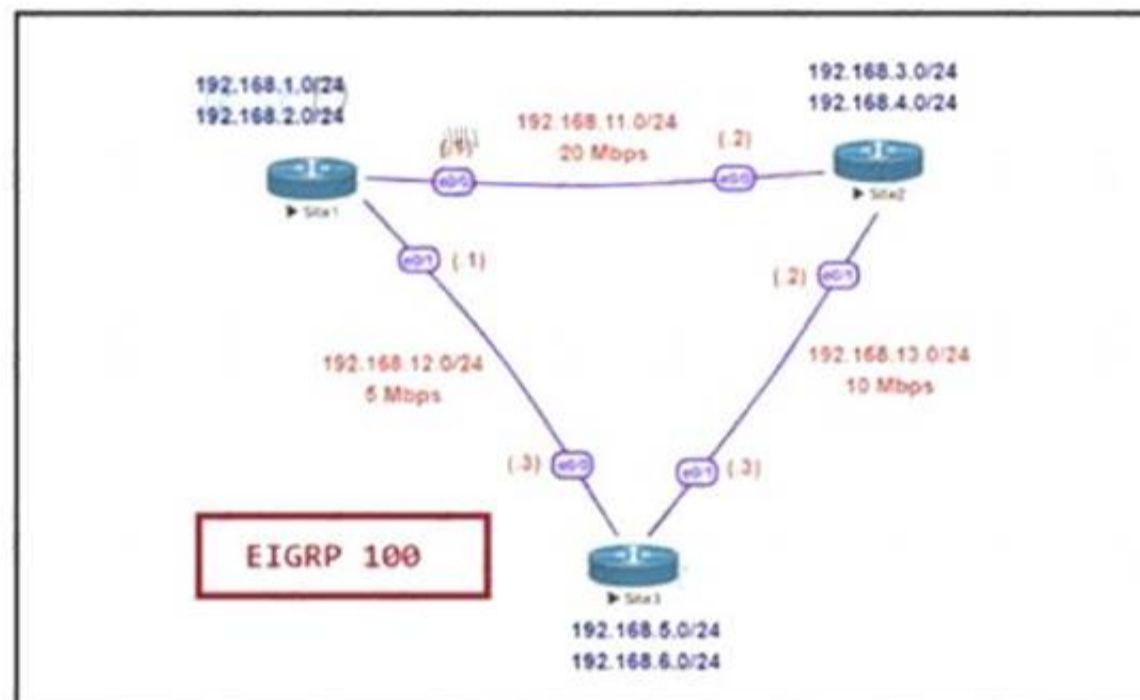 192.168.1.0/24
192.168.2.0/24
192.168.3.0/24
192.168.4.0/24
192.168.11.0/24
20 Mbps
(.1)
(.2)
e0/0
e0/0
Site1
Site2
e0/1
(.1)
(.2)
e0/1
192.168.12.0/24
5 Mbps
192.168.13.0/24
10 Mbps
(.3)
e0/0
e0/1
(.3)
EIGRP 100
Site3
192.168.5.0/24
192.168.6.0/24